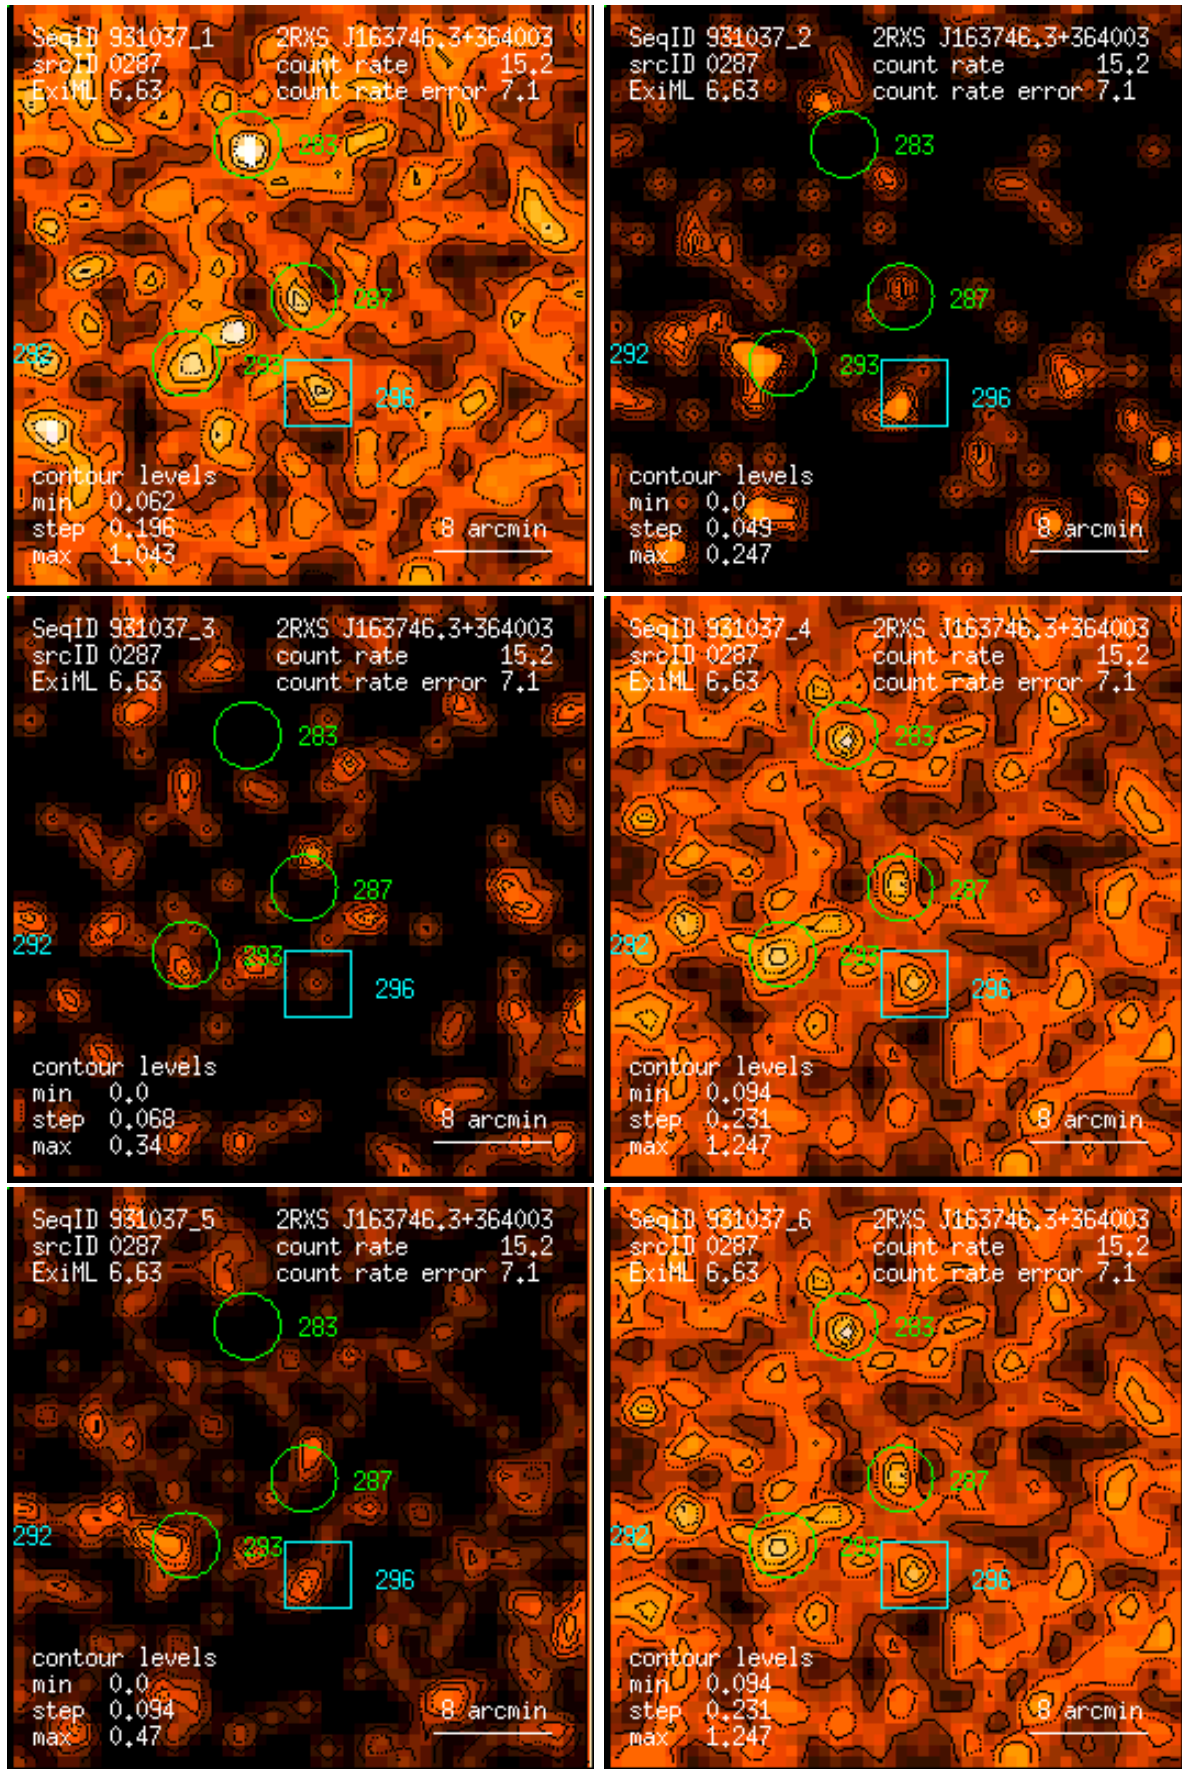 SeqID 931037_1 2RXS J163746.3+364003
srcID 0287 count rate 15.2
ExiML 6.63 count rate error 7.1
283
287
292 293
296
contour levels
min 0.062
step 0.196
max 1.043
8 arcmin
SeqID 931037_2 2RXS J163746.3+364003
srcID 0287 count rate 15.2
ExiML 6.63 count rate error 7.1
283
287
292 293
296
contour levels
min 0.0
step 0.049
max 0.247
8 arcmin
SeqID 931037_3 2RXS J163746.3+364003
srcID 0287 count rate 15.2
ExiML 6.63 count rate error 7.1
283
287
292 293
296
contour levels
min 0.0
step 0.068
max 0.34
8 arcmin
SeqID 931037_4 2RXS J163746.3+364003
srcID 0287 count rate 15.2
ExiML 6.63 count rate error 7.1
283
287
292 293
296
contour levels
min 0.094
step 0.231
max 1.247
8 arcmin
SeqID 931037_5 2RXS J163746.3+364003
srcID 0287 count rate 15.2
ExiML 6.63 count rate error 7.1
283
287
292 293
296
contour levels
min 0.0
step 0.094
max 0.47
8 arcmin
SeqID 931037_6 2RXS J163746.3+364003
srcID 0287 count rate 15.2
ExiML 6.63 count rate error 7.1
283
287
292 293
296
contour levels
min 0.094
step 0.231
max 1.247
8 arcmin